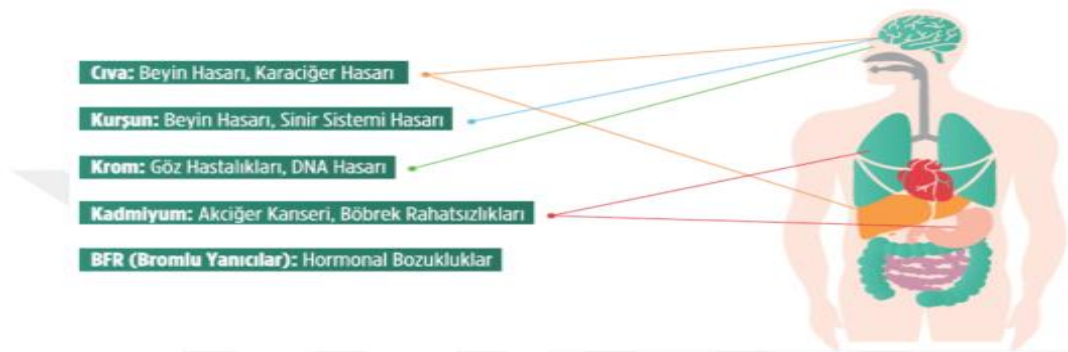 Cıva: Beyin Hasarı, Karaciğer Hasarı
Kurşun: Beyin Hasarı, Sinir Sistemi Hasarı
Krom: Göz Hastalıkları, DNA Hasarı
Kadmiyum: Akciğer Kanseri, Böbrek Rahatsızlıkları
BFR (Bromlu Yanıcılar): Hormonal Bozukluklar